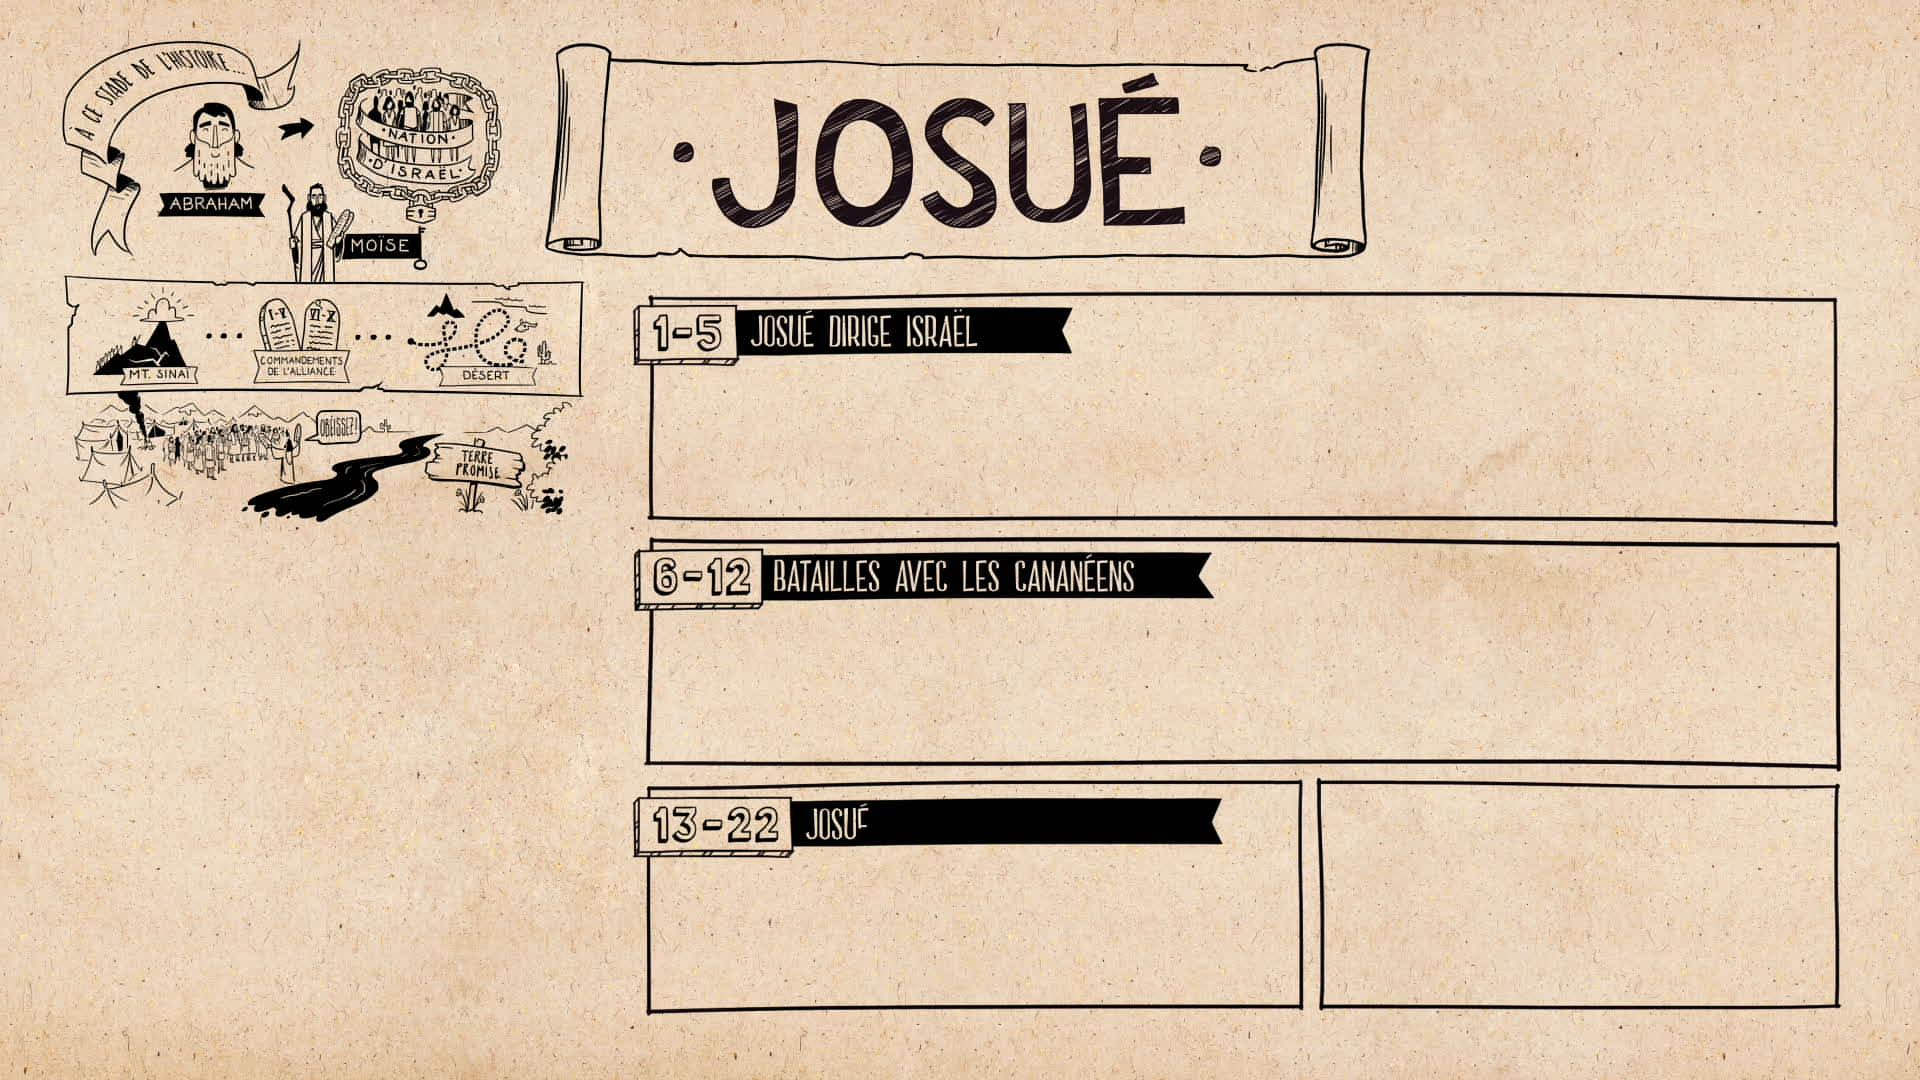 À CE STADE DE L'HISTOIRE...
ABRAHAM
·NATION·
·D'ISRAËL·
MOÏSE
I-V
VI-X
MT. SINAÏ
COMMANDEMENTS
DE L'ALLIANCE
DÉSERT
OBÉISSEZ!
TERRE
PROMISE
·JOSUÉ·
1-5 JOSUÉ DIRIGE ISRAËL
6-12 BATAILLES AVEC LES CANANÉENS
13-22 JOSUÉ